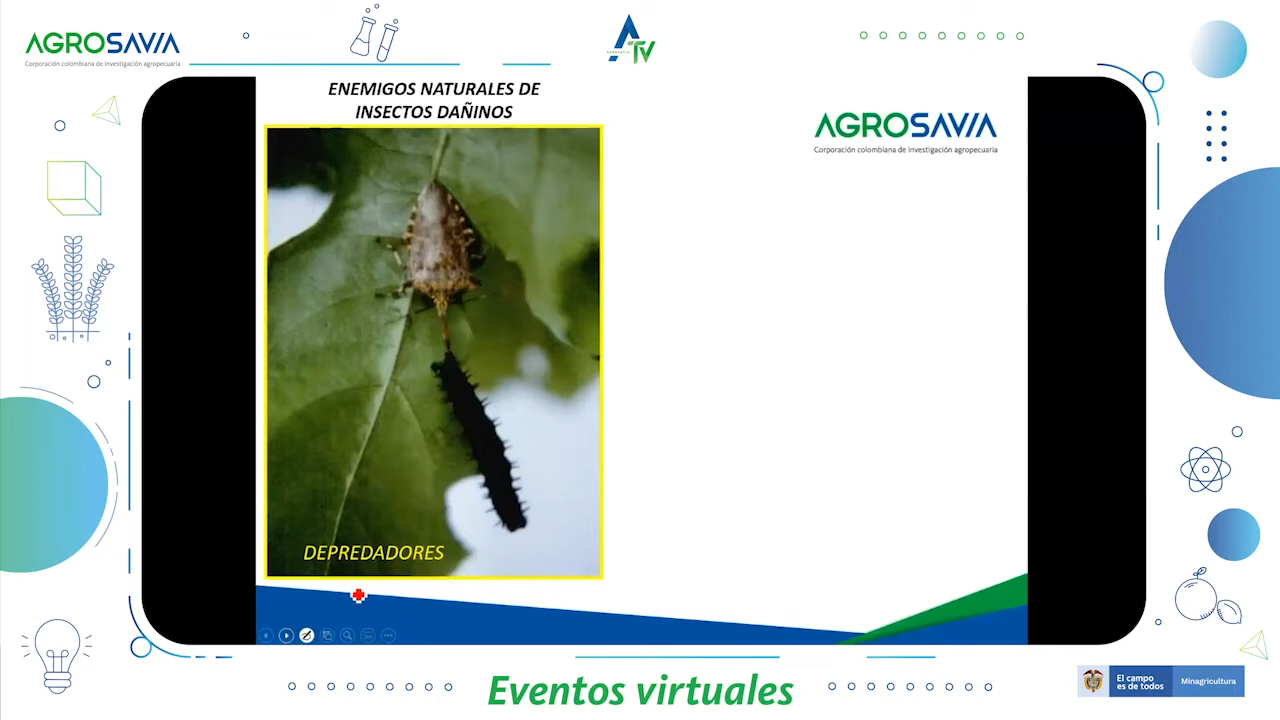 AGROSAVIA
Corporación colombiana de investigación agropecuaria
ATV
ENEMIGOS NATURALES DE
INSECTOS DAÑINOS
AGROSAVIA
Corporación colombiana de investigación agropecuaria
DEPREDADORES
Eventos virtuales
El campo
es de todos
Minagricultura